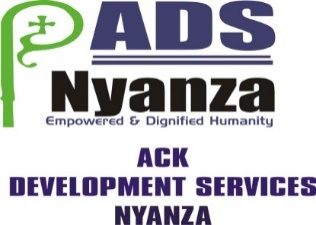 ADS
Nyanza
Empowered & Dignified Humanity
ACK
DEVELOPMENT SERVICES
NYANZA